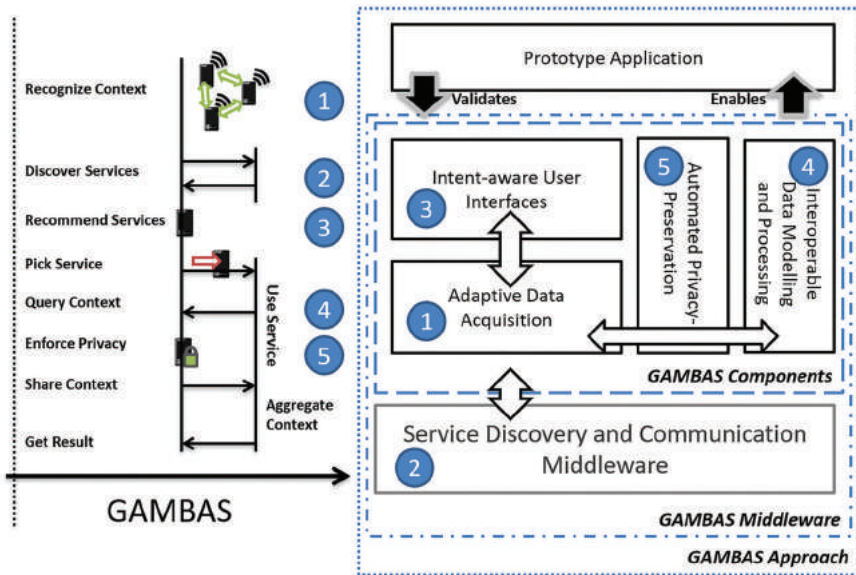 Recognize Context
1
Discover Services
2
Recommend Services
3
Pick Service
Query Context
4
Enforce Privacy
5
Share Context
Get Result
Use Service
Aggregate
Context
GAMBAS
Prototype Application
Validates
Enables
Intent-aware User
Interfaces
3
Adaptive Data
Acquisition
1
5
Automated Privacy-
Preservation
4
Interoperable
Data Modelling
and Processing
GAMBAS Components
Service Discovery and Communication
Middleware
2
GAMBAS Middleware
GAMBAS Approach